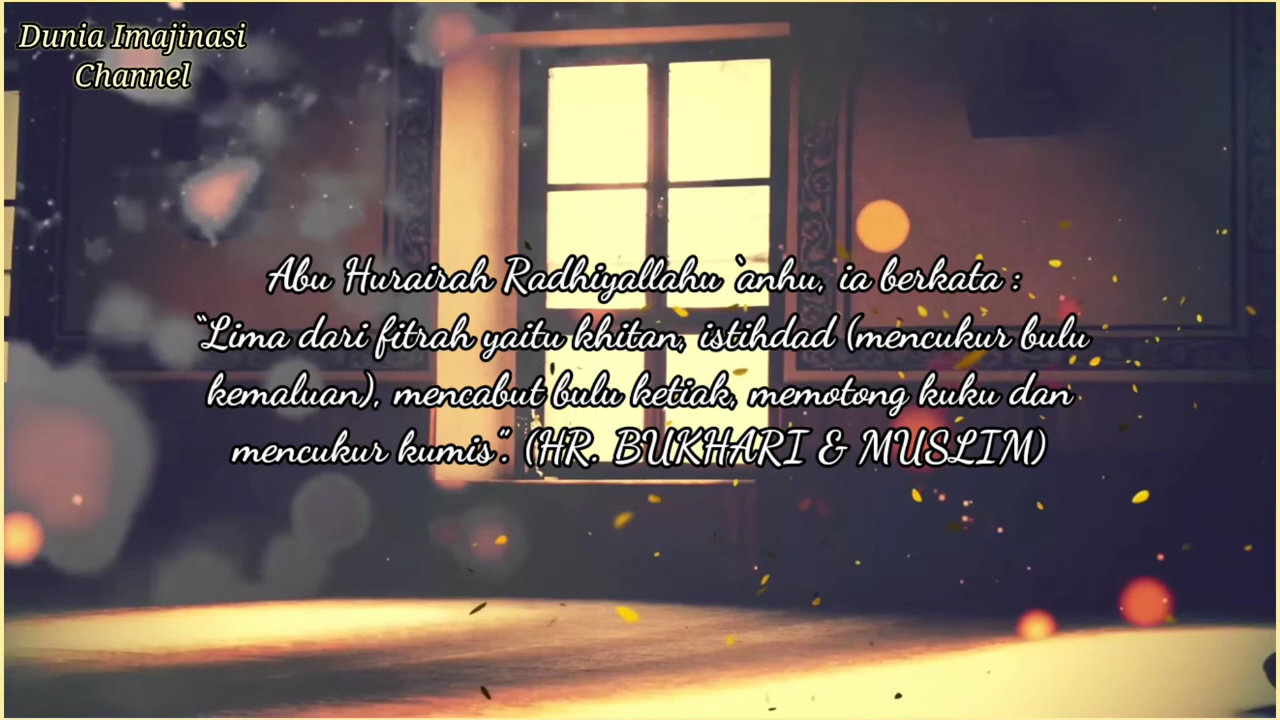 Dunia Imajinasi
Channel
Abu Hurairah Radhiyallahu `anhu, ia berkata :
“Lima dari fitrah yaitu khitan, istihdad (mencukur bulu
kemaluan), mencabut bulu ketiak, memotong kuku dan
mencukur kumis”. (HR. BUKHARI & MUSLIM)